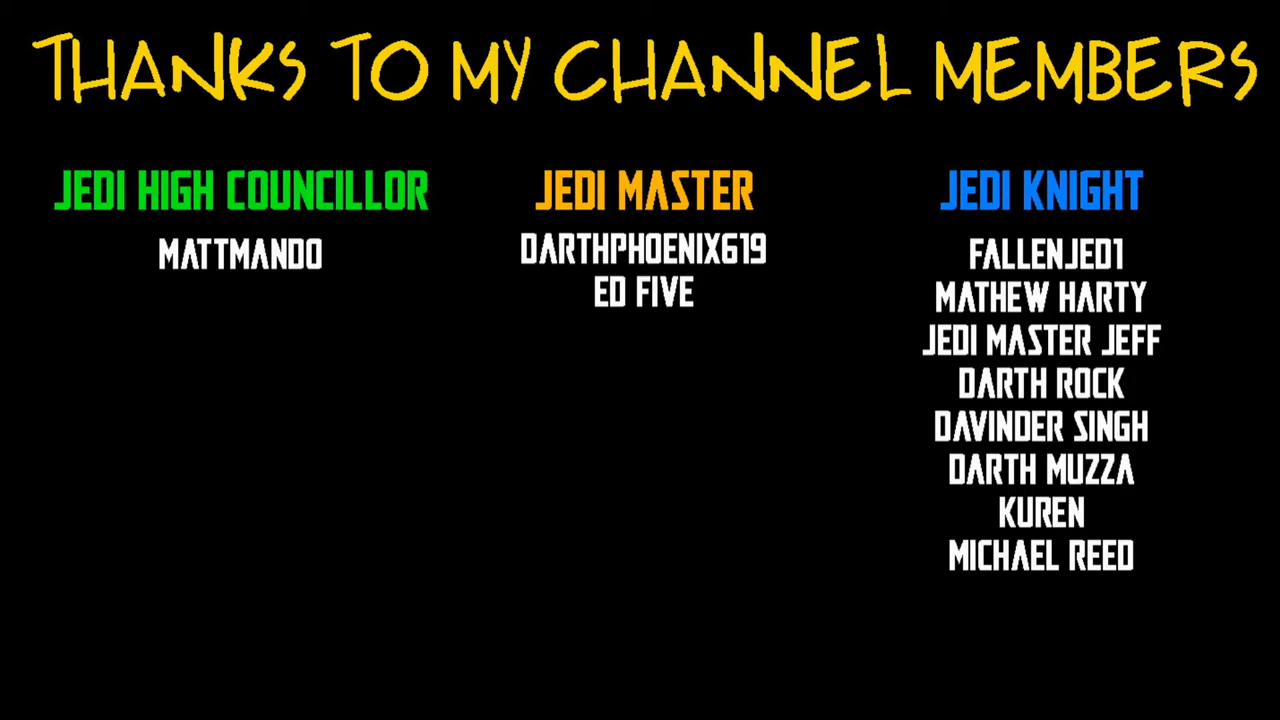 THANKS TO MY CHANNEL MEMBERS
JEDI HIGH COUNCILLOR
MATTMANDO
JEDI MASTER
DARTHPHOENIX619
ED FIVE
JEDI KNIGHT
FALLENJED1
MATHEW HARTY
JEDI MASTER JEFF
DARTH ROCK
DAVINDER SINGH
DARTH MUZZA
KUREN
MICHAEL REED